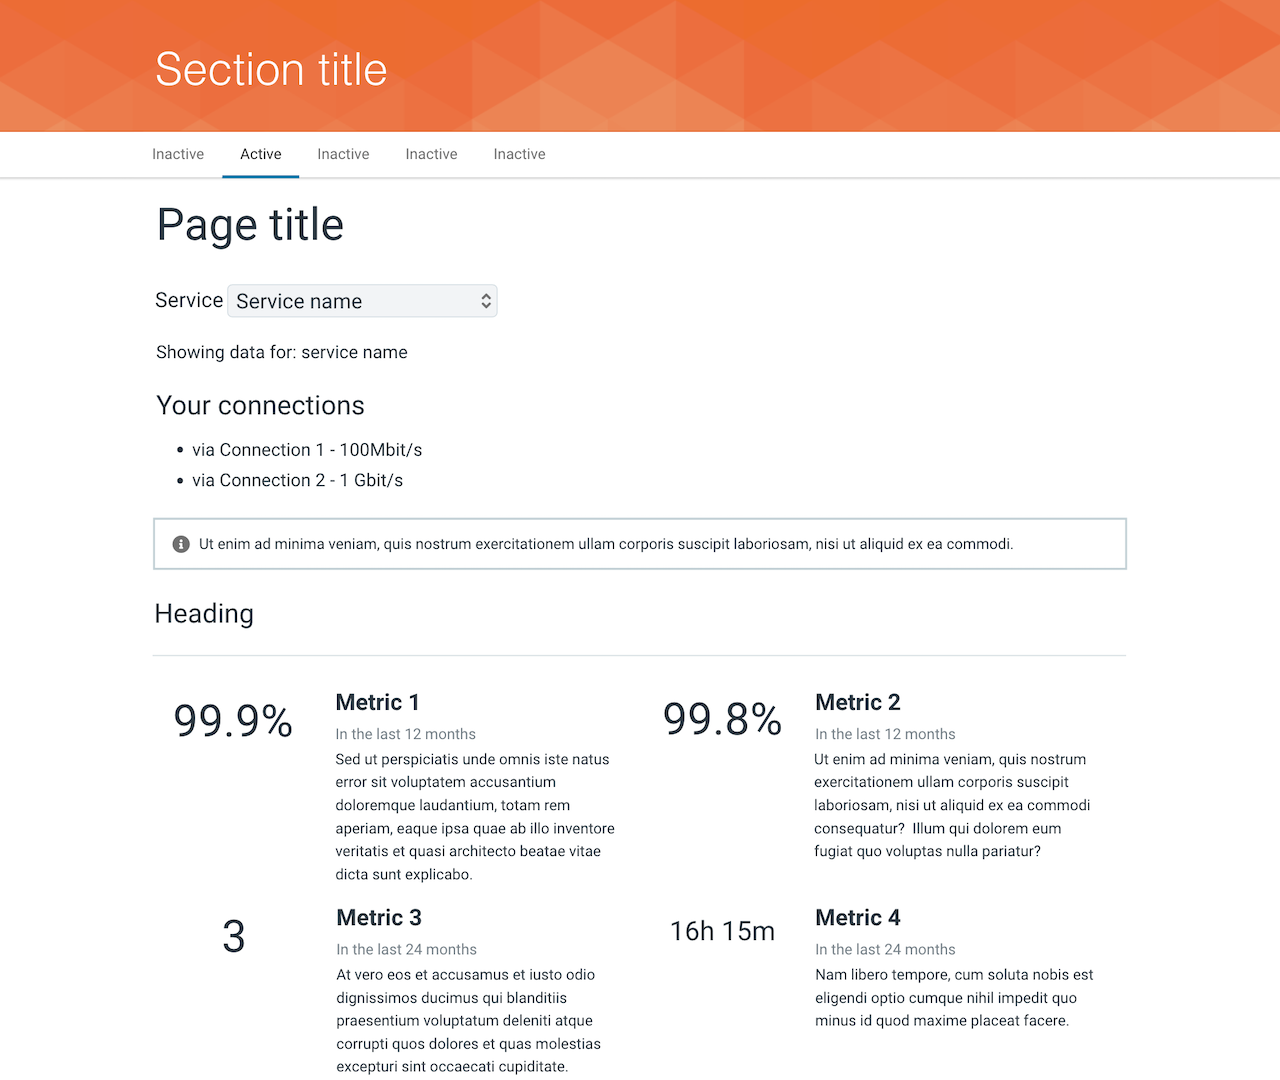 Section title
Inactive Active Inactive Inactive Inactive
Page title
Service Service name
Showing data for: service name
Your connections
• via Connection 1 - 100Mbit/s
• via Connection 2 - 1 Gbit/s
Ut enim ad minima veniam, quis nostrum exercitationem ullam corporis suscipit laboriosam, nisi ut aliquid ex ea commodi.
Heading
99.9%
Metric 1
In the last 12 months
Sed ut perspiciatis unde omnis iste natus
error sit voluptatem accusantium
doloremque laudantium, totam rem
aperiam, eaque ipsa quae ab illo inventore
veritatis et quasi architecto beatae vitae
dicta sunt explicabo.
99.8%
Metric 2
In the last 12 months
Ut enim ad minima veniam, quis nostrum
exercitationem ullam corporis suscipit
laboriosam, nisi ut aliquid ex ea commodi
consequatur?  Illum qui dolorem eum
fugiat quo voluptas nulla pariatur?
3
Metric 3
In the last 24 months
At vero eos et accusamus et iusto odio
dignissimos ducimus qui blanditiis
praesentium voluptatum deleniti atque
corrupti quos dolores et quas molestias
excepturi sint occaecati cupiditate.
16h 15m
Metric 4
In the last 24 months
Nam libero tempore, cum soluta nobis est
eligendi optio cumque nihil impedit quo
minus id quod maxime placeat facere.